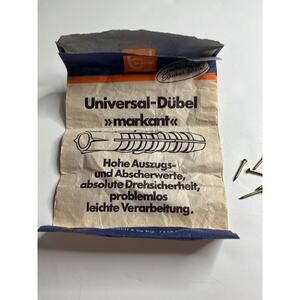 Universal-Dübel
»markant«
Hohe Auszugs-
und Abscherwerte,
absolute Drehsicherheit,
problemlos
leichte Verarbeitung.